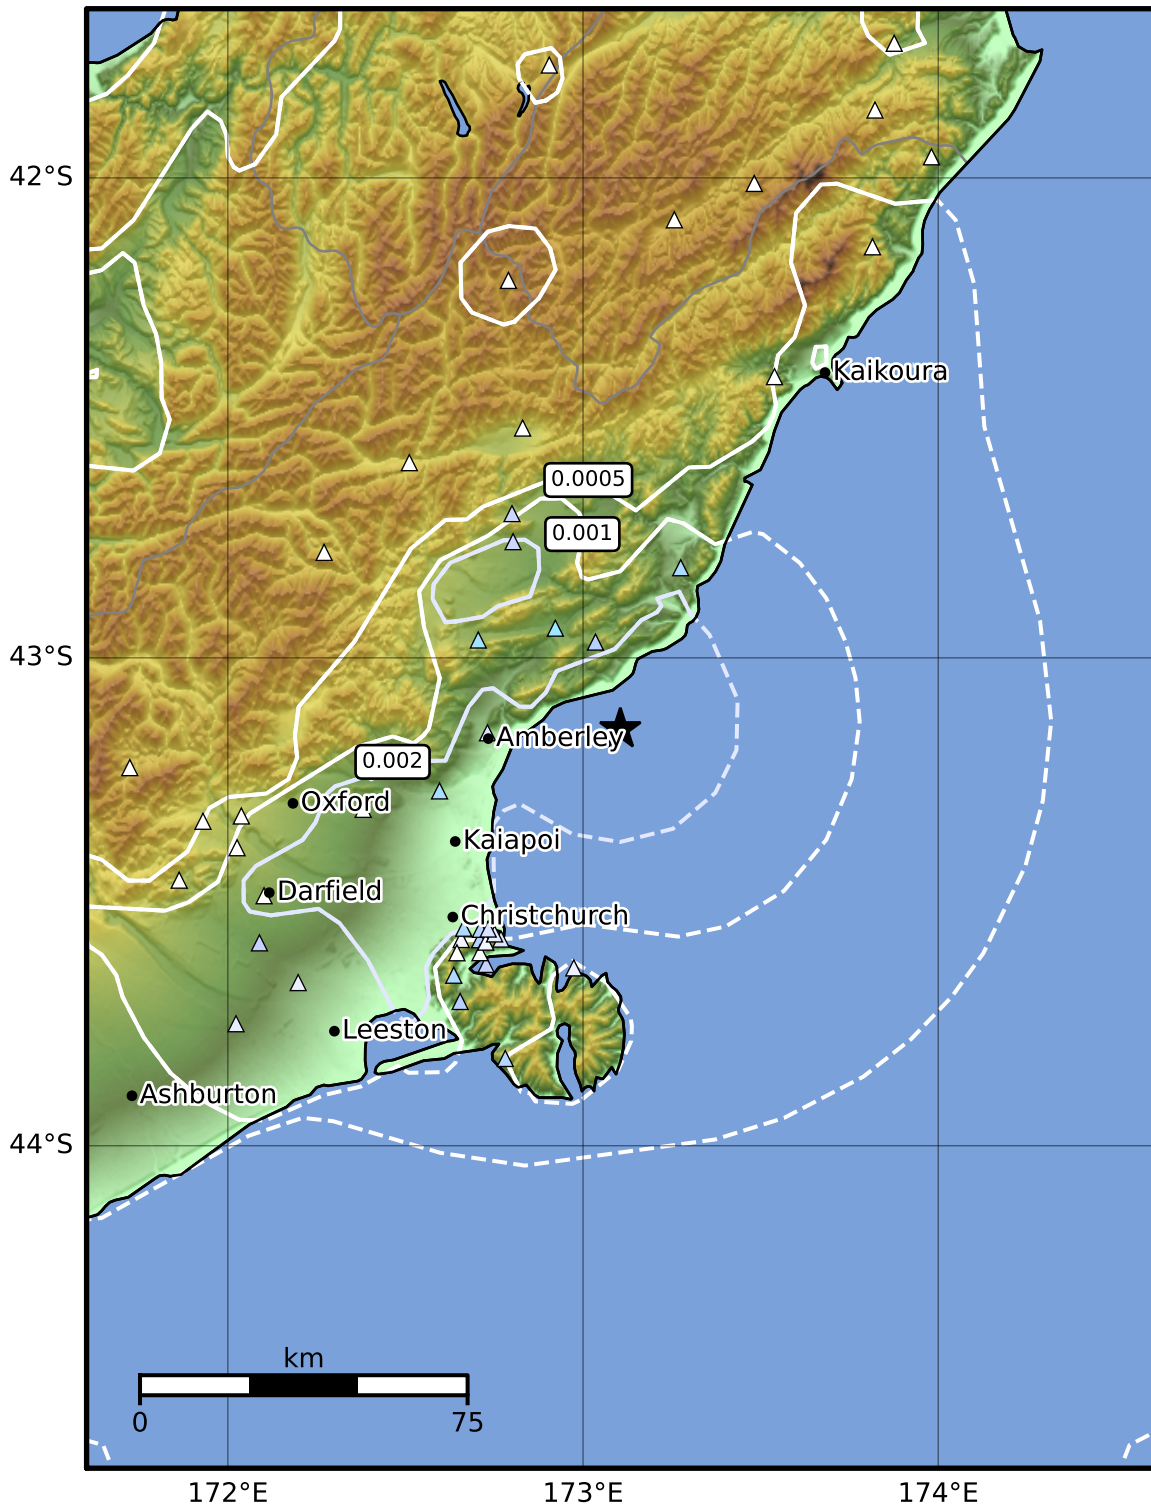 42°S
Kaikoura
0.0005
0.001
43°S
Amberley
0.002
Oxford
Kaiapoi
Darfield
Christchurch
Leeston
Ashburton
44°S
km
0 75
172°E 173°E 174°E